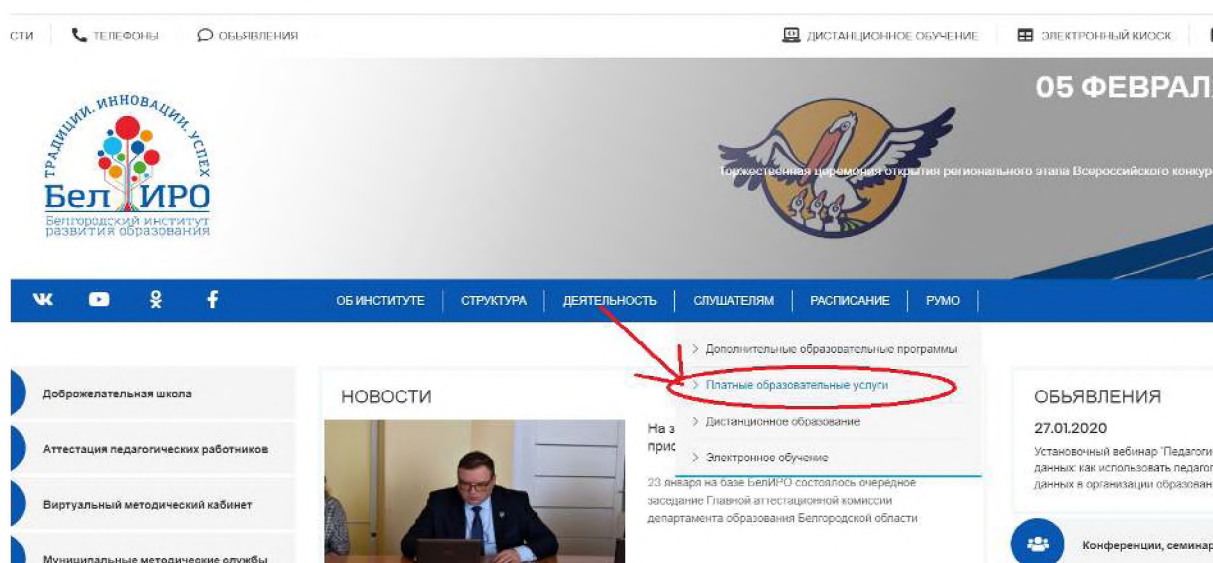 СТИ
ТЕЛЕФОНЫ
ОБЬЯВЛЕНИЯ
ДИСТАНЦИОННОЕ ОБУЧЕНИЕ
ЭЛЕКТРОННЫЙ КИОСК
ТРАДИЦИИ. ИННОВАЦИИ. УСПЕХ
БелИРО
Белгородский институт
развития образования
05 ФЕВРАЛ
Торжественная церемония открытия регионального этапа Всероссийского конкур
ОБ ИНСТИТУТЕ
СТРУКТУРА
ДЕЯТЕЛЬНОСТЬ
СЛУШАТЕЛЯМ
РАСПИСАНИЕ
РУМО
Дополнительные образовательные программы
Платные образовательные услуги
Дистанционное образование
Электронное обучение
Доброжелательная школа
Аттестация педагогических работников
Виртуальный методический кабинет
Муниципальные методические службы
НОВОСТИ
На з
прис
23 января на базе БелИРО состоялось очередное
заседание Главной аттестационной комиссии
департамента образования Белгородской области
ОБЬЯВЛЕНИЯ
27.01.2020
Установочный вебинар "Педагоги
данных: как использовать педагог
данных в организации образован
Конференции, семинар